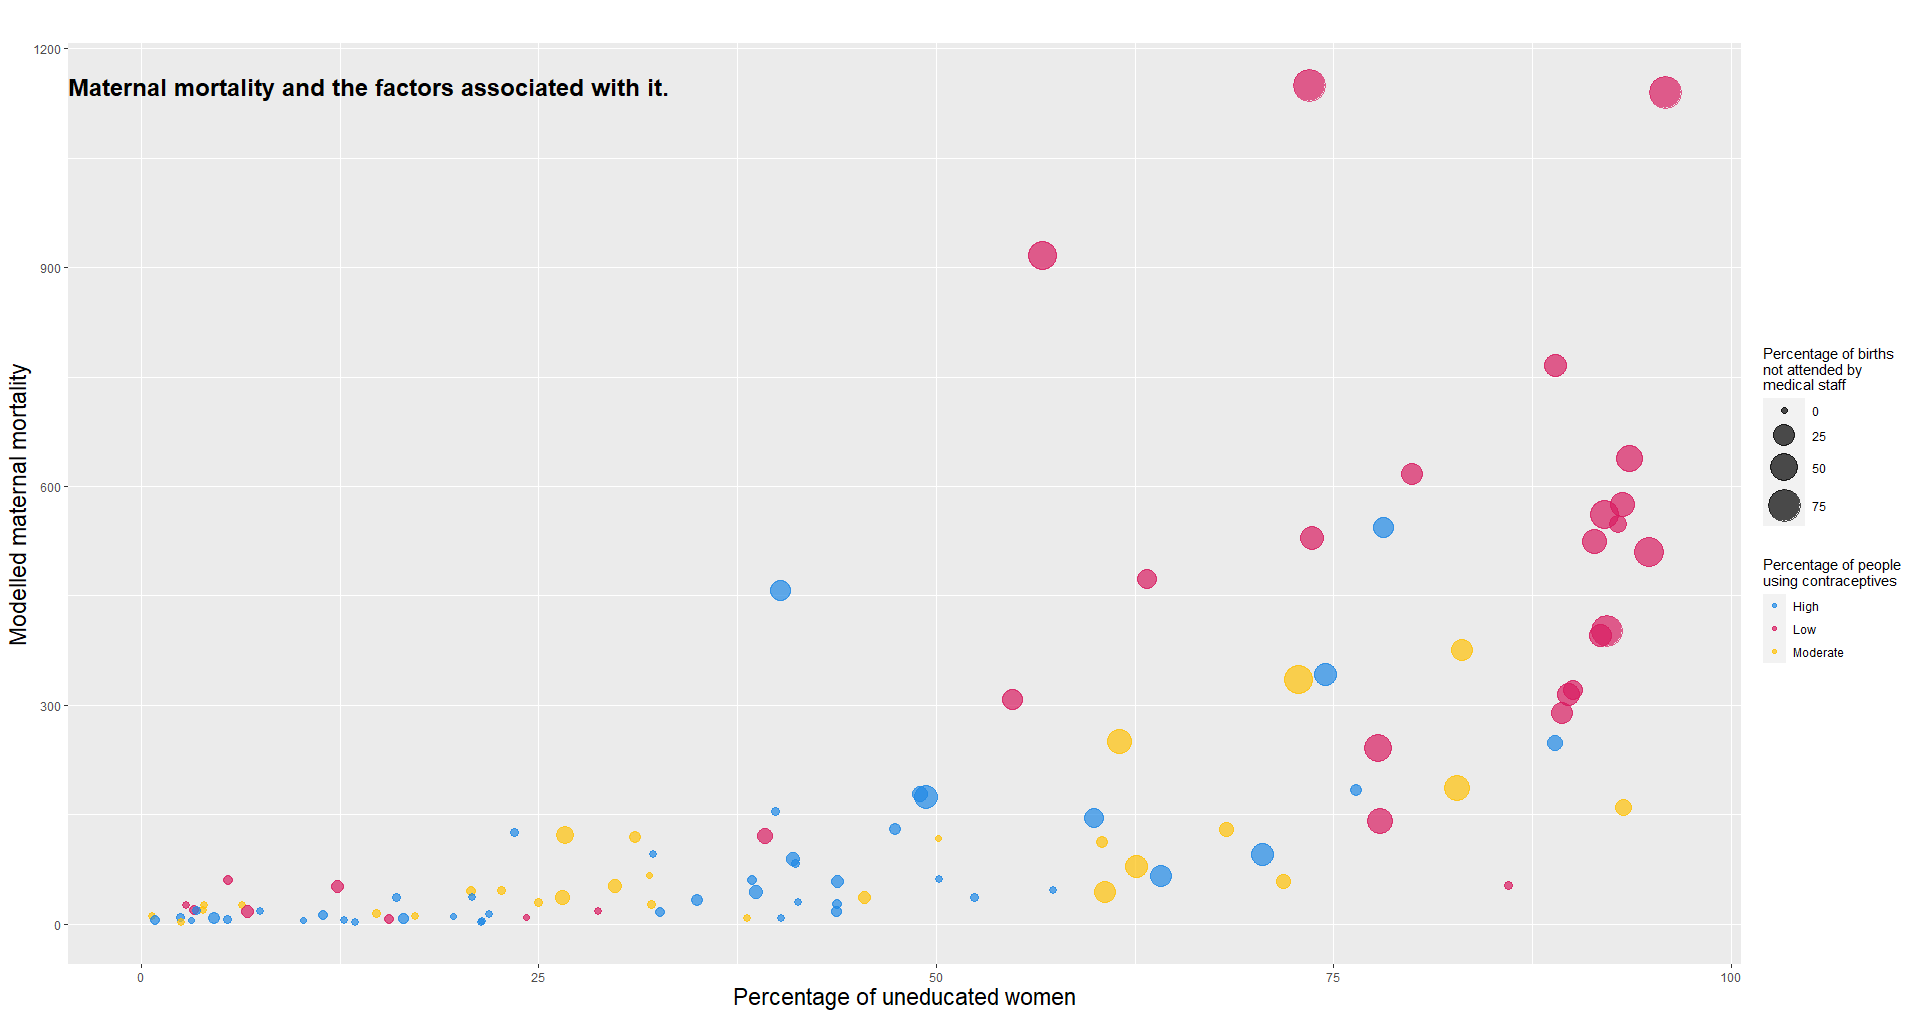 Maternal mortality and the factors associated with it.
1200
900
600
300
0
Modelled maternal mortality
0
25
50
75
100
Percentage of uneducated women
Percentage of births
not attended by
medical staff
0
25
50
75
Percentage of people
using contraceptives
High
Low
Moderate